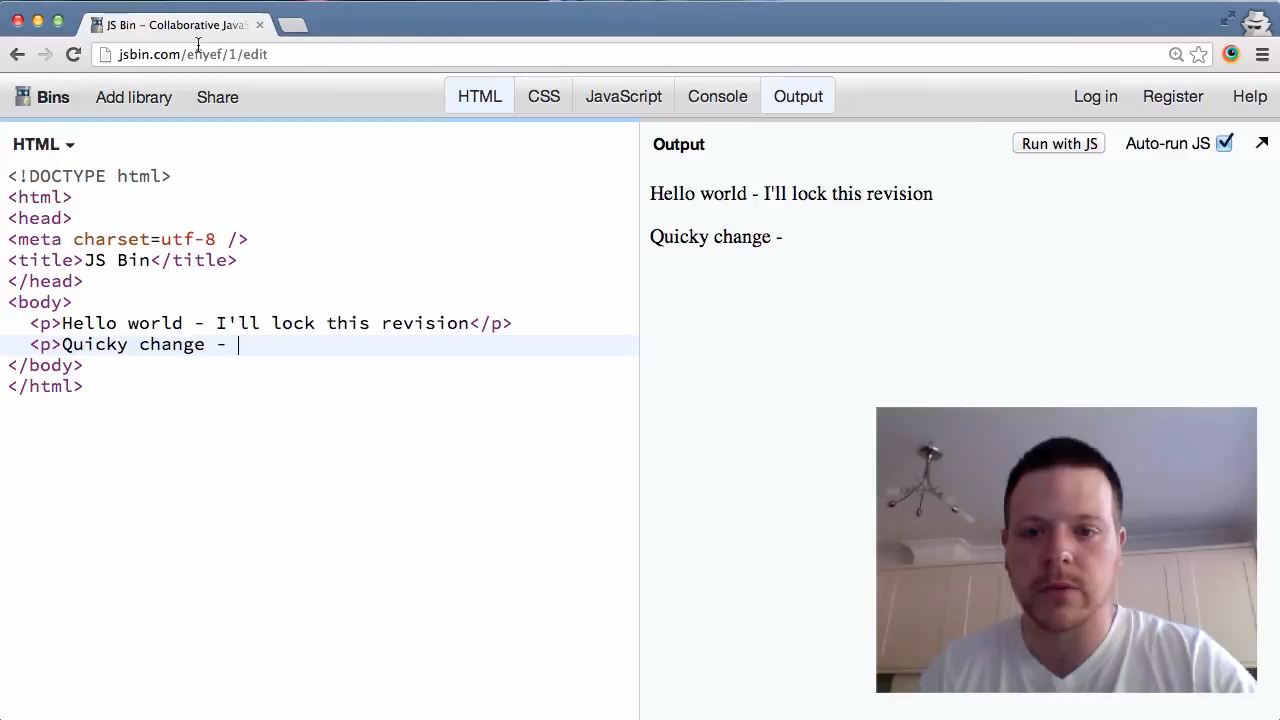 JS Bin - Collaborative Java
jsbin.com/efiyef/1/edit
Bins Add library Share HTML CSS JavaScript Console Output Log in Register Help
HTML
Output Run with JS Auto-run JS
<!DOCTYPE html>
<html>
<head>
<meta charset=utf-8 />
<title>JS Bin</title>
</head>
<body>
<p>Hello world - I'll lock this revision</p>
<p>Quicky change -
</body>
</html>
Hello world - I'll lock this revision
Quicky change -